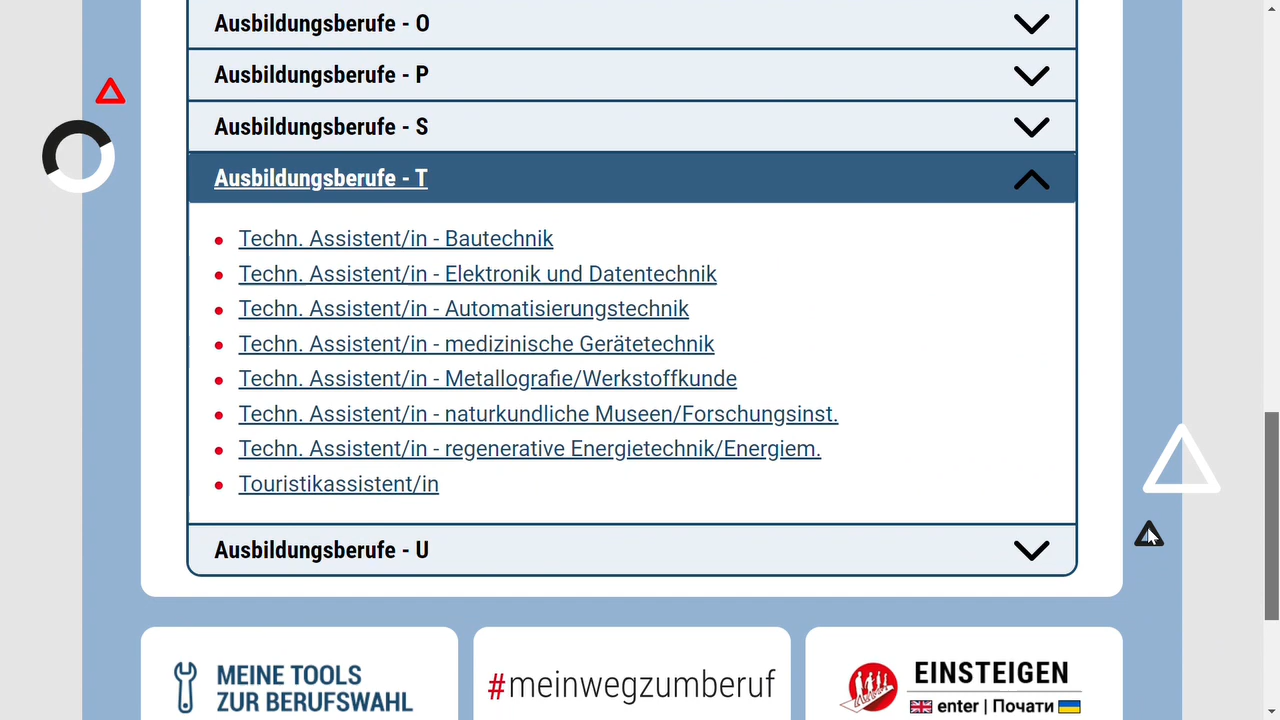 Ausbildungsberufe - O
Ausbildungsberufe - P
Ausbildungsberufe - S
Ausbildungsberufe - T
Techn. Assistent/in - Bautechnik
Techn. Assistent/in - Elektronik und Datentechnik
Techn. Assistent/in - Automatisierungstechnik
Techn. Assistent/in - medizinische Gerätetechnik
Techn. Assistent/in - Metallografie/Werkstoffkunde
Techn. Assistent/in - naturkundliche Museen/Forschungsinst.
Techn. Assistent/in - regenerative Energietechnik/Energiem.
Touristikassistent/in
Ausbildungsberufe - U
MEINE TOOLS
ZUR BERUFSWAHL
#meinwegzumberuf
EINSTEIGEN
enter | Почати